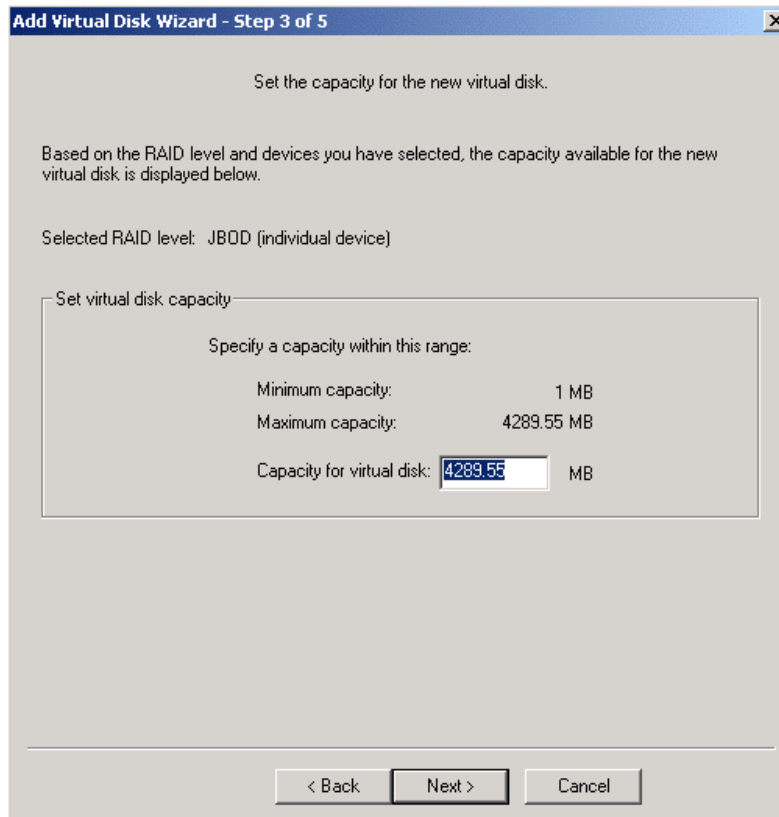 Add Virtual Disk Wizard - Step 3 of 5
Set the capacity for the new virtual disk.
Based on the RAID level and devices you have selected, the capacity available for the new
virtual disk is displayed below.
Selected RAID level: JBOD (individual device)
Set virtual disk capacity
Specify a capacity within this range:
Minimum capacity: 1 MB
Maximum capacity: 4289.55 MB
Capacity for virtual disk: 4289.55 MB
< Back Next > Cancel